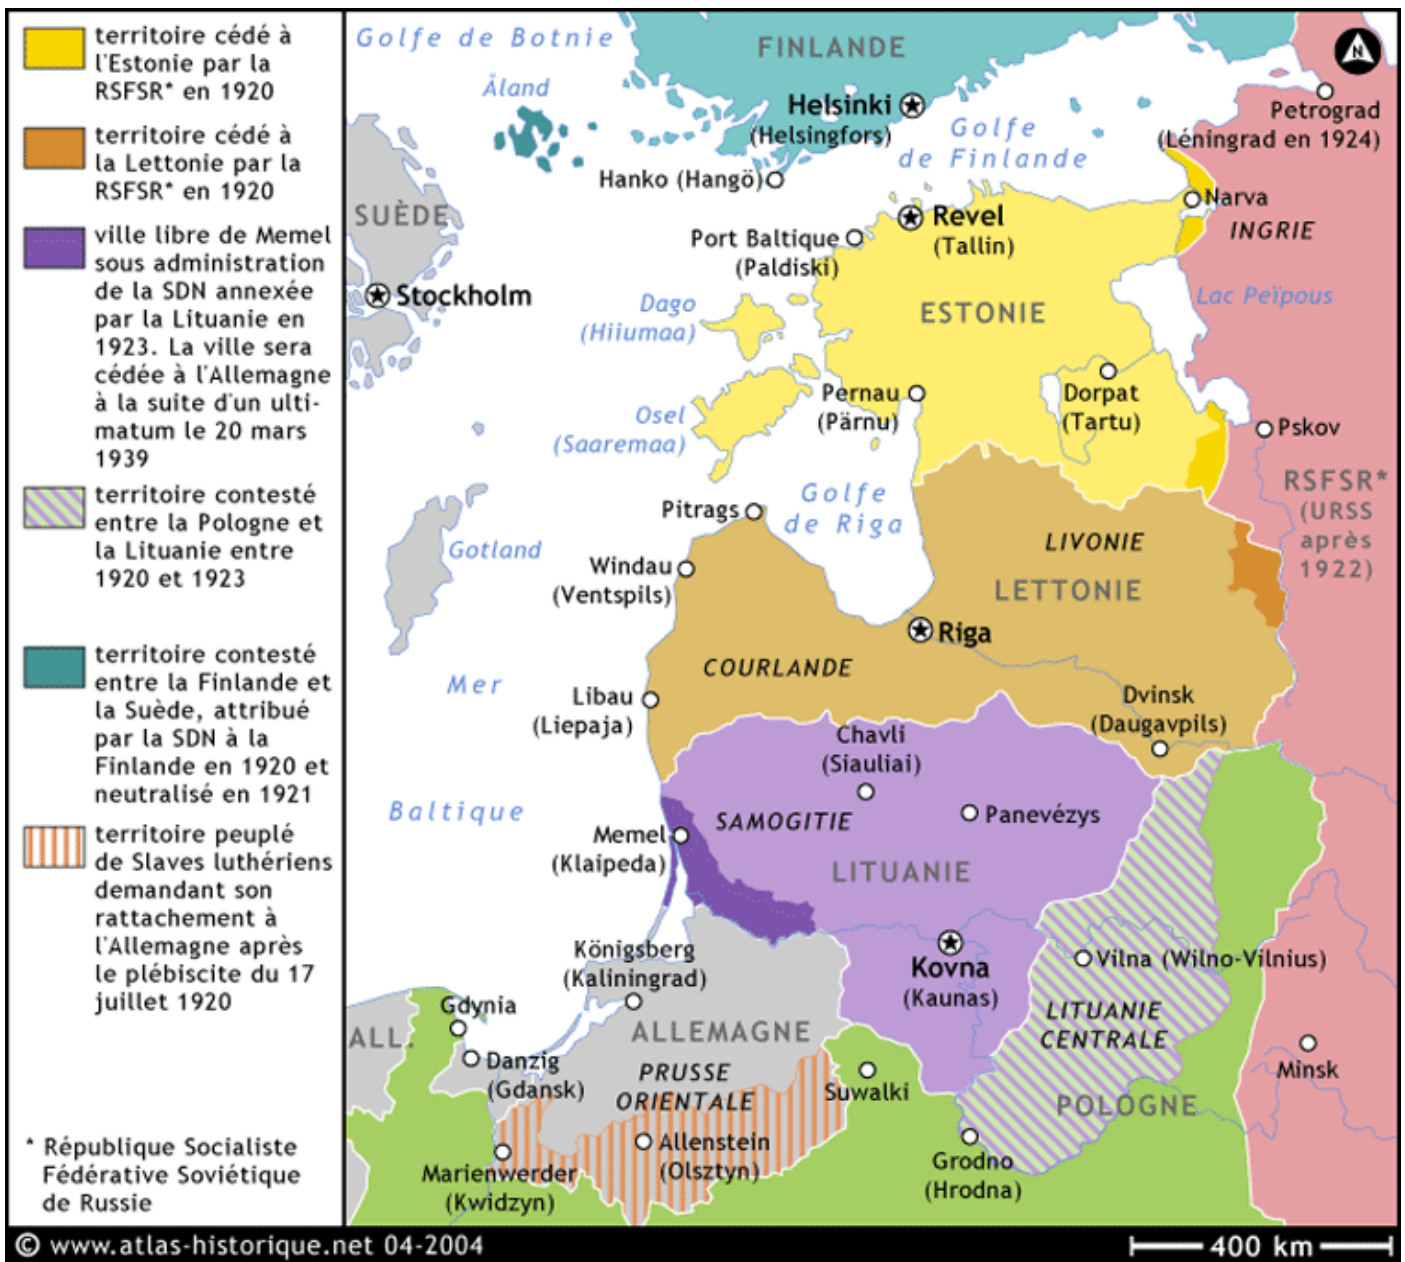 territoire cédé à
l'Estonie par la
RSFSR* en 1920
territoire cédé à
la Lettonie par la
RSFSR* en 1920
ville libre de Memel
sous administration
de la SDN annexée
par la Lituanie en
1923. La ville sera
cédée à l'Allemagne
à la suite d'un ulti-
matum le 20 mars
1939
territoire contesté
entre la Pologne et
la Lituanie entre
1920 et 1923
territoire contesté
entre la Finlande et
la Suède, attribué
par la SDN à la
Finlande en 1920 et
neutralisé en 1921
territoire peuplé
de Slaves luthériens
demandant son
rattachement à
l'Allemagne après
le plébiscite du 17
juillet 1920
* République Socialiste
Fédérative Soviétique
de Russie
Golfe de Botnie
FINLANDE
N
Åland
Helsinki
(Helsingfors)
Petrograd
(Léningrad en 1924)
Golfe
de Finlande
Hanko (Hangö)
SUÈDE
Narva
Revel
(Tallin)
INGRIE
Port Baltique
(Paldiski)
Stockholm
Lac Peïpous
Dago
(Hiiumaa)
ESTONIE
Pernau
(Pärnu)
Dorpat
(Tartu)
Osel
(Saaremaa)
Pskov
RSFSR*
(URSS
après
1922)
Golfe
de Riga
Pitrags
Gotland
LIVONIE
Windau
(Ventspils)
LETTONIE
Riga
COURLANDE
Mer
Libau
(Liepaja)
Dvinsk
(Daugavpils)
Chavli
(Siauliai)
Baltique
SAMOGITIE
Panevézys
Memel
(Klaipeda)
LITUANIE
Königsberg
(Kaliningrad)
Kovna
(Kaunas)
Vilna (Wilno-Vilnius)
Gdynia
LITUANIE
CENTRALE
ALL.
ALLEMAGNE
Danzig
(Gdansk)
PRUSSE
ORIENTALE
Suwalki
Minsk
POLOGNE
Allenstein
(Olsztyn)
Marienwerder
(Kwidzyn)
Grodno
(Hrodna)
© www.atlas-historique.net 04-2004
400 km